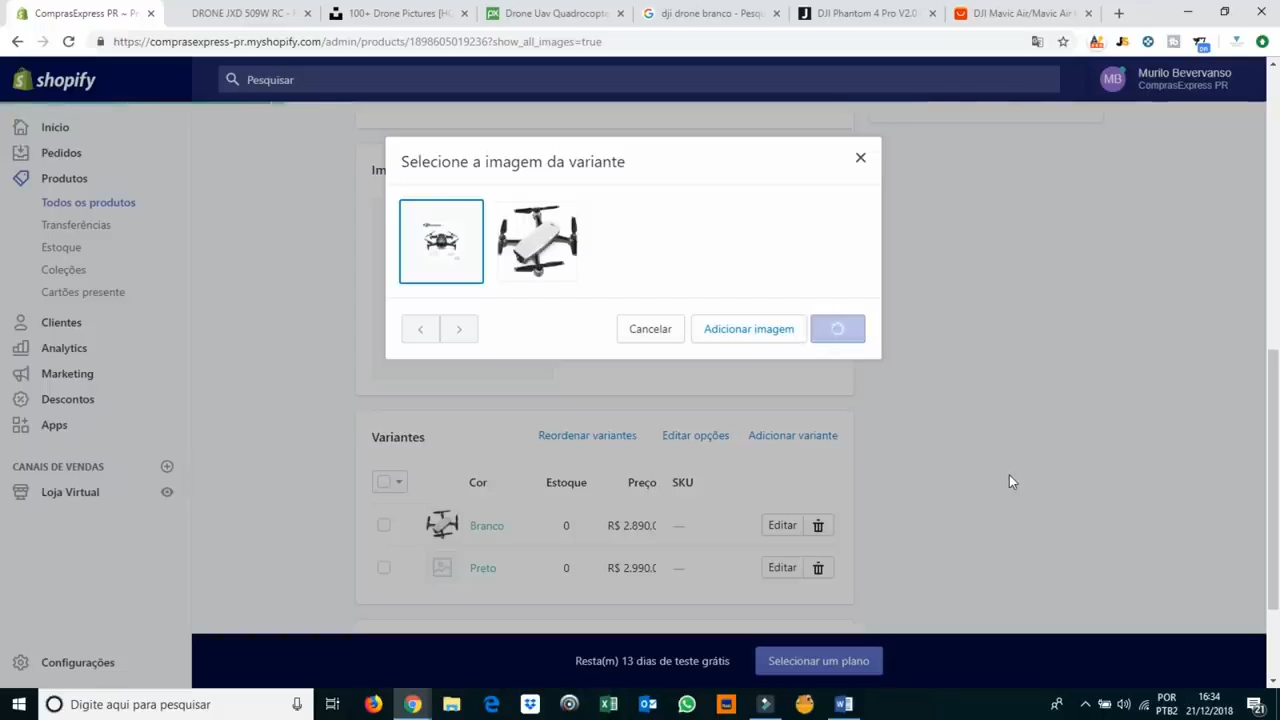 ComprasExpress PR ~ Pr
DRONE JXD 509W RC - F
100+ Drone Pictures [HQ
Drone Uav Quadrocopte
dji drone branco - Pesqu
DJI Phantom 4 Pro V2.0
DJI Mavic Air/Mavic Air
https://comprasexpress-pr.myshopify.com/admin/products/1898605019236?show_all_images=true
shopify
Pesquisar
MB
Murilo Bevervanso
ComprasExpress PR
Início
Pedidos
Produtos
Todos os produtos
Transferências
Estoque
Coleções
Cartões presente
Clientes
Analytics
Marketing
Descontos
Apps
CANAIS DE VENDAS
Loja Virtual
Configurações
Im
Selecione a imagem da variante
Cancelar
Adicionar imagem
Variantes
Reordenar variantes
Editar opções
Adicionar variante
Cor
Estoque
Preço
SKU
Branco
0
R$ 2.890,0
—
Editar
Preto
0
R$ 2.990,0
—
Editar
Resta(m) 13 dias de teste grátis
Selecionar um plano
Digite aqui para pesquisar
POR
PTB2
16:34
21/12/2018
21